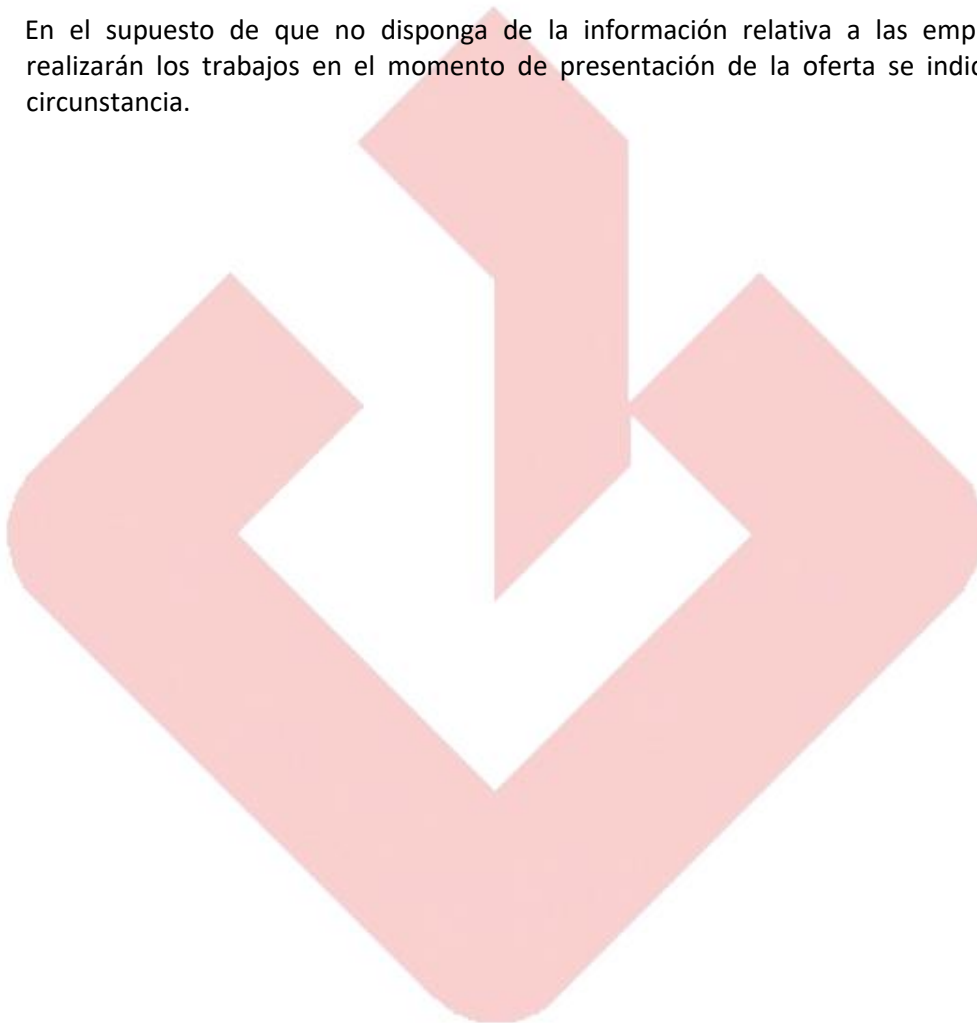 En el supuesto de que no disponga de la información relativa a las emp
realizarán los trabajos en el momento de presentación de la oferta se indic
circunstancia.